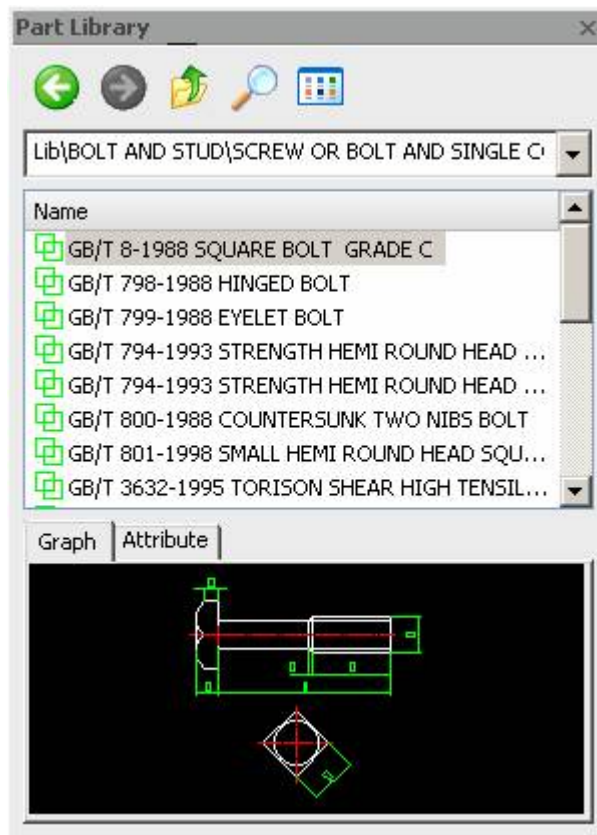 Part Library
Lib\BOLT AND STUD\SCREW OR BOLT AND SINGLE
Name
GB/T 8-1988 SQUARE BOLT GRADE C
GB/T 798-1988 HINGED BOLT
GB/T 799-1988 EYELET BOLT
GB/T 794-1993 STRENGTH HEMI ROUND HEAD ...
GB/T 794-1993 STRENGTH HEMI ROUND HEAD ...
GB/T 800-1988 COUNTERSUNK TWO NIBS BOLT
GB/T 801-1998 SMALL HEMI ROUND HEAD SQU...
GB/T 3632-1995 TORISON SHEAR HIGH TENSIL...
Graph Attribute